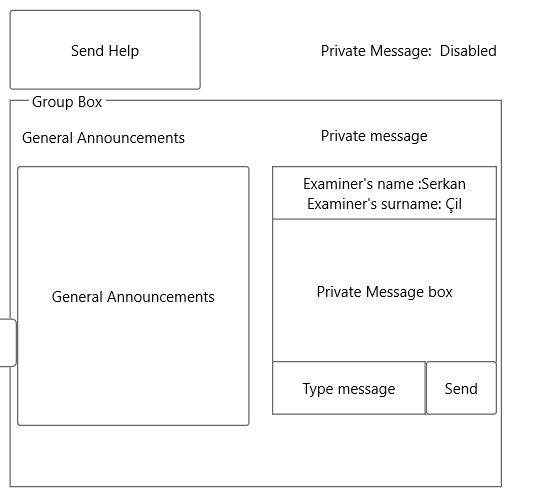 Send Help
Private Message:  Disabled
Group Box
General Announcements
Private message
Examiner's name :Serkan
Examiner's surname: Çil
General Announcements
Private Message box
Type message
Send